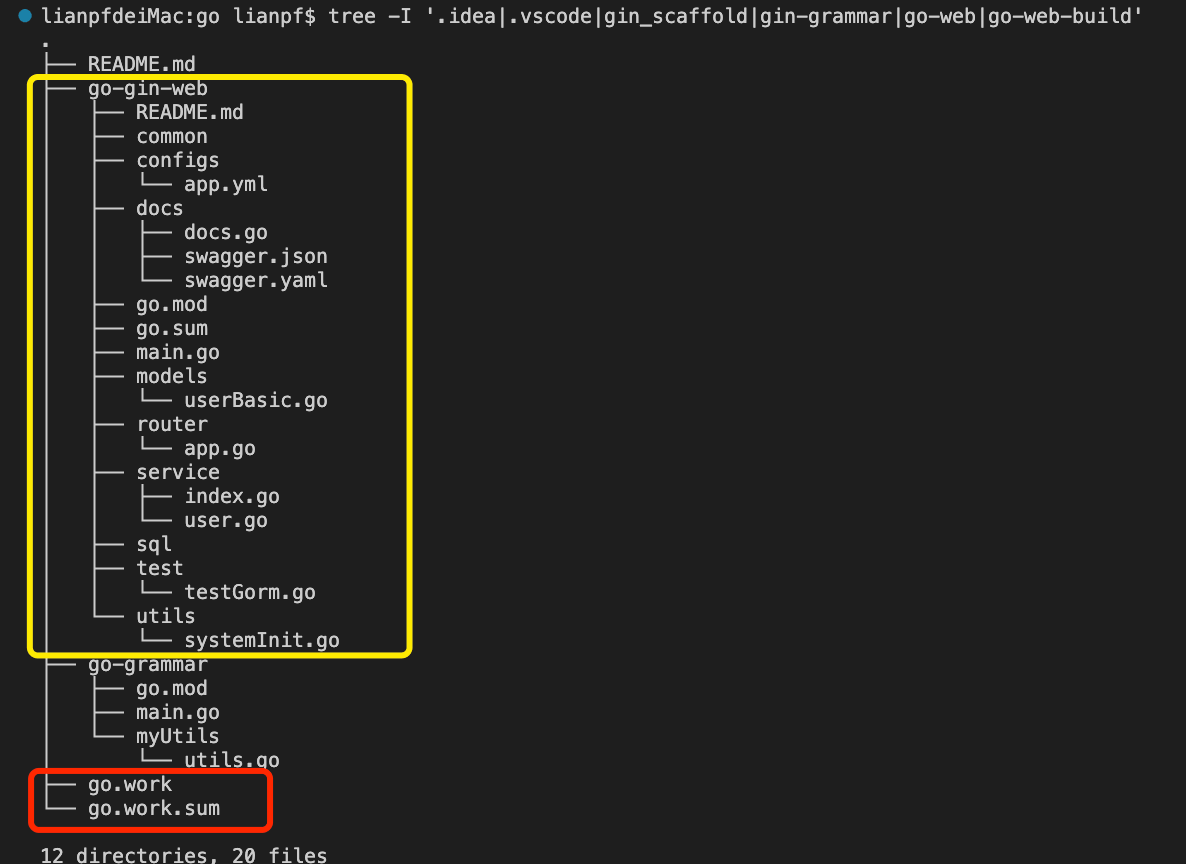 lianpfdeiMac:go lianpf$ tree -I '.idea|.vscode|gin_scaffold|gin-grammar|go-web|go-web-build'
.
├── README.md
├── go-gin-web
│   ├── README.md
│   ├── common
│   ├── configs
│   │   └── app.yml
│   ├── docs
│   │   ├── docs.go
│   │   ├── swagger.json
│   │   └── swagger.yaml
│   ├── go.mod
│   ├── go.sum
│   ├── main.go
│   ├── models
│   │   └── userBasic.go
│   ├── router
│   │   └── app.go
│   ├── service
│   │   ├── index.go
│   │   └── user.go
│   ├── sql
│   ├── test
│   │   └── testGorm.go
│   └── utils
│       └── systemInit.go
├── go-grammar
│   ├── go.mod
│   ├── main.go
│   └── myUtils
│       └── utils.go
├── go.work
└── go.work.sum
12 directories, 20 files